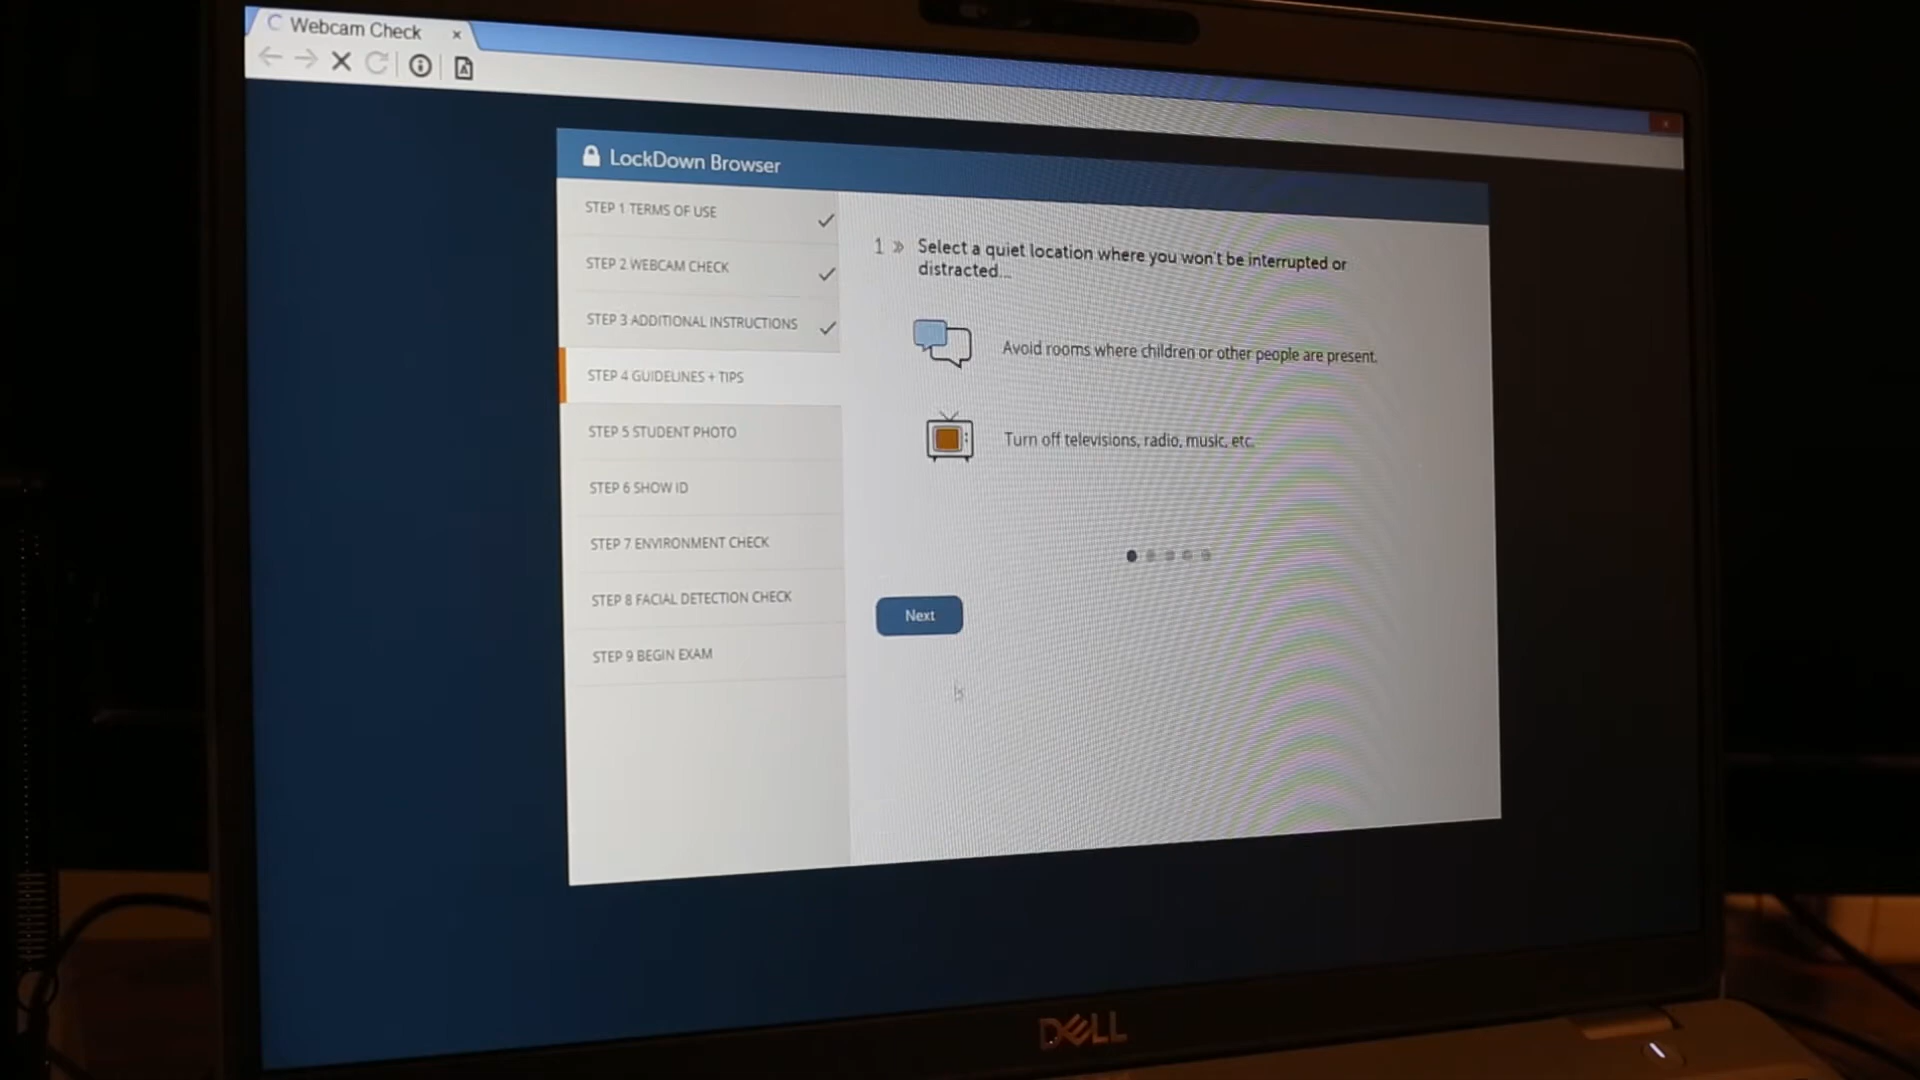 Webcam Check
LockDown Browser
STEP 1 TERMS OF USE
STEP 2 WEBCAM CHECK
STEP 3 ADDITIONAL INSTRUCTIONS
STEP 4 GUIDELINES + TIPS
STEP 5 STUDENT PHOTO
STEP 6 SHOW ID
STEP 7 ENVIRONMENT CHECK
STEP 8 FACIAL DETECTION CHECK
STEP 9 BEGIN EXAM
1 » Select a quiet location where you won't be interrupted or
distracted...
Avoid rooms where children or other people are present.
Turn off televisions, radio, music, etc.
Next
DELL